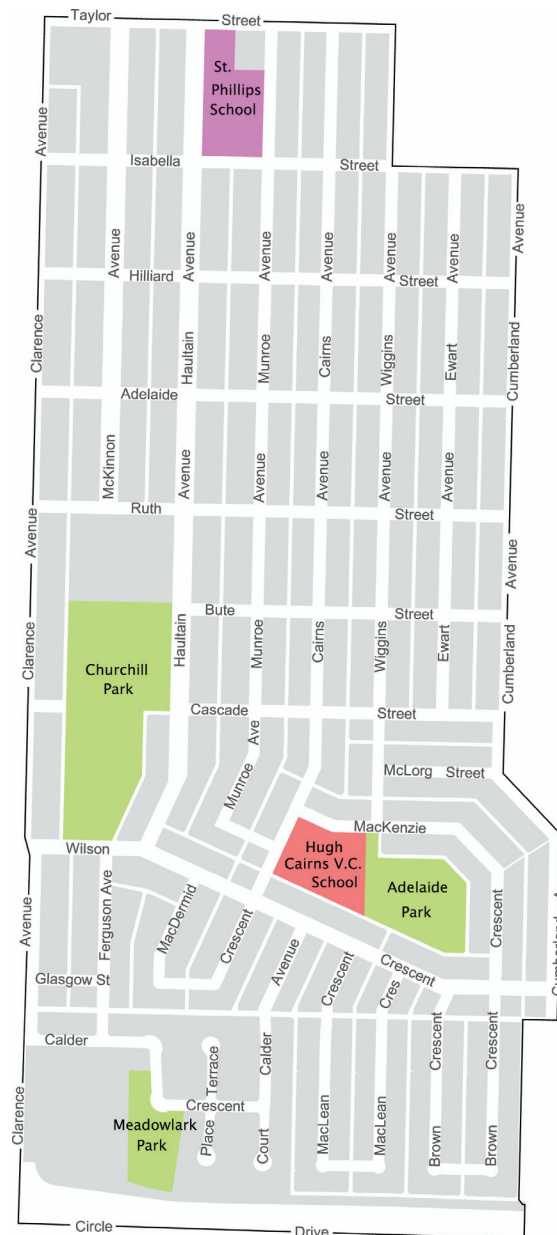 Taylor Street
St.
Phillips
School
Avenue
Isabella Street
Avenue Avenue Avenue Avenue Avenue Avenue Avenue
Hilliard Street
Clarence Haultain Munroe Cairns Wiggins Ewart Cumberland
Adelaide Street
McKinnon Avenue Avenue Avenue Avenue Avenue
Ruth Street
Avenue Avenue
Bute Street
Clarence Haultain Munroe Cairns Wiggins Ewart Cumberland
Churchill
Park
Cascade Street
Munroe Ave
McLorg Street
MacKenzie
Hugh
Cairns V.C.
School
Wilson
Adelaide
Park
Avenue Ferguson Ave MacDermid Crescent Avenue Crescent Cres Crescent Crescent
Cumberland A
Glasgow St
Calder
Terrace Calder Crescent Crescent
Crescent
Meadowlark
Park
Clarence Place Court MacLean MacLean Brown Brown
Circle Drive